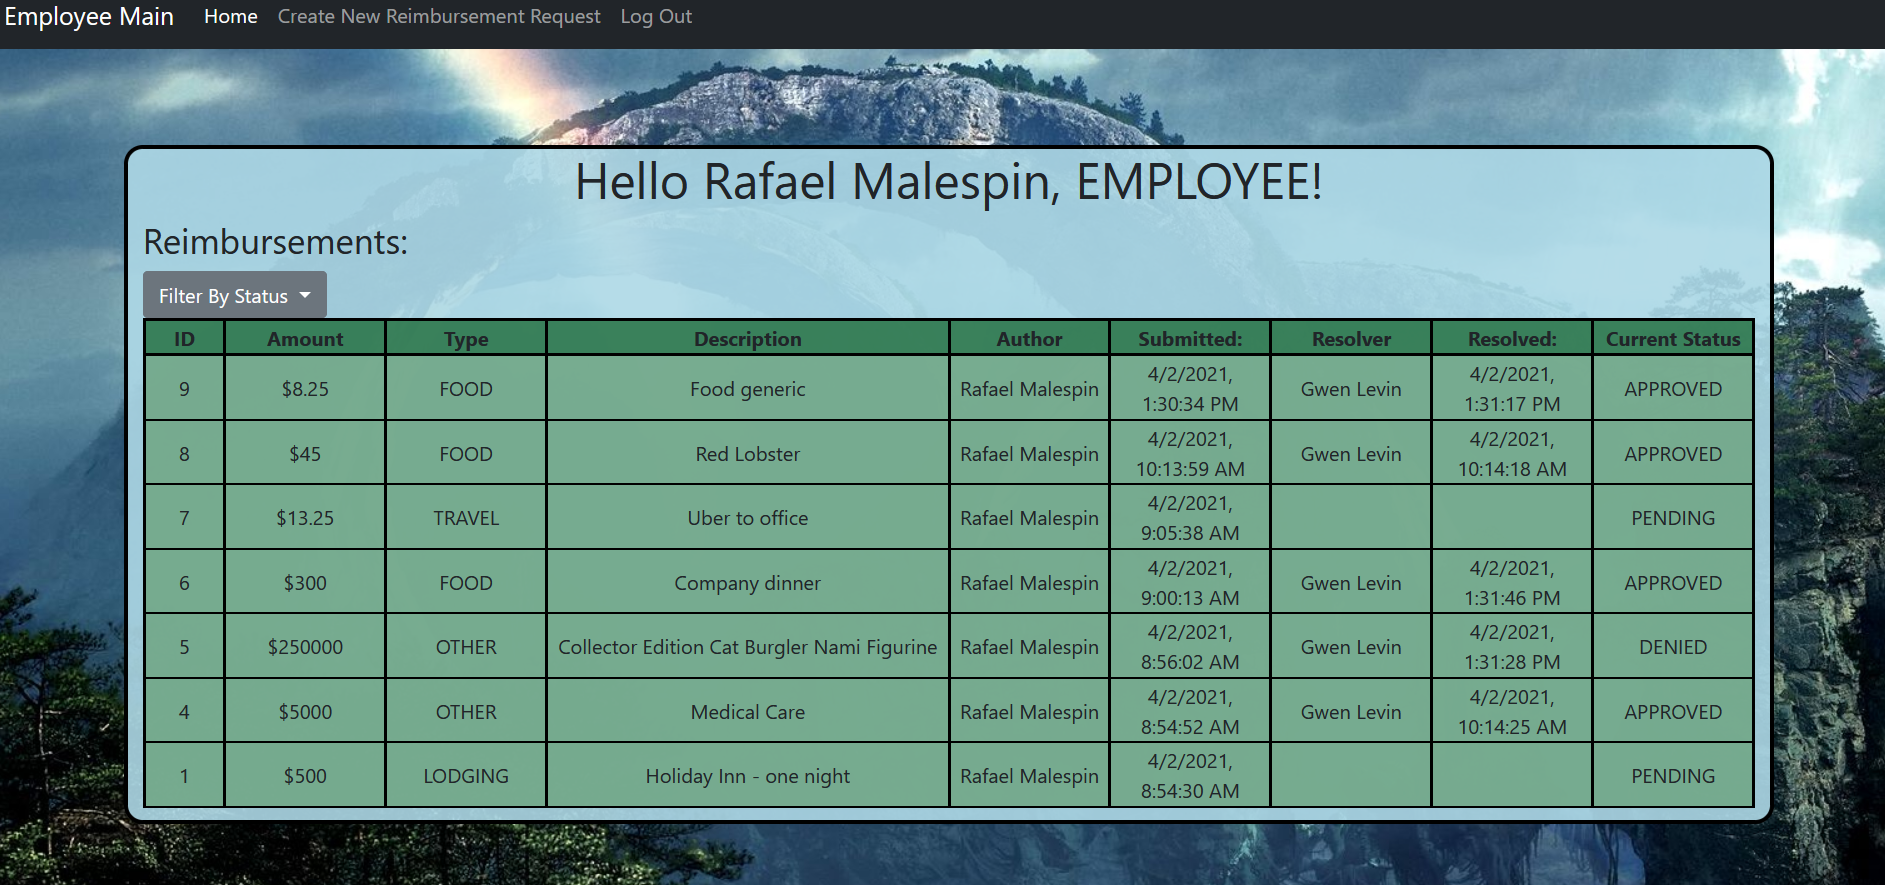 Employee Main Home Create New Reimbursement Request Log Out
Hello Rafael Malespin, EMPLOYEE!
Reimbursements:
Filter By Status
ID Amount Type Description Author Submitted: Resolver Resolved: Current Status
9 $8.25 FOOD Food generic Rafael Malespin 4/2/2021, 1:30:34 PM Gwen Levin 4/2/2021, 1:31:17 PM APPROVED
8 $45 FOOD Red Lobster Rafael Malespin 4/2/2021, 10:13:59 AM Gwen Levin 4/2/2021, 10:14:18 AM APPROVED
7 $13.25 TRAVEL Uber to office Rafael Malespin 4/2/2021, 9:05:38 AM PENDING
6 $300 FOOD Company dinner Rafael Malespin 4/2/2021, 9:00:13 AM Gwen Levin 4/2/2021, 1:31:46 PM APPROVED
5 $250000 OTHER Collector Edition Cat Burgler Nami Figurine Rafael Malespin 4/2/2021, 8:56:02 AM Gwen Levin 4/2/2021, 1:31:28 PM DENIED
4 $5000 OTHER Medical Care Rafael Malespin 4/2/2021, 8:54:52 AM Gwen Levin 4/2/2021, 10:14:25 AM APPROVED
1 $500 LODGING Holiday Inn - one night Rafael Malespin 4/2/2021, 8:54:30 AM PENDING